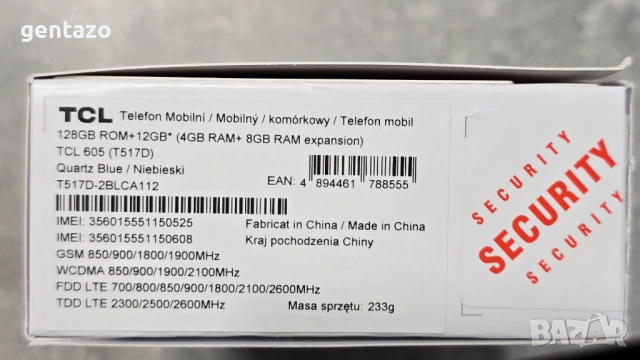 gentazo
TCL Telefon Mobilní / Mobilný / komórkowy / Telefon mobil
128GB ROM+12GB* (4GB RAM+ 8GB RAM expansion)
TCL 605 (T517D)
Quartz Blue / Niebieski
T517D-2BLCA112
EAN: 4 894461 788555
IMEI: 356015551150525
IMEI: 356015551150608
Fabricat in China / Made in China
Kraj pochodzenia Chiny
GSM 850/900/1800/1900MHz
WCDMA 850/900/1900/2100MHz
FDD LTE 700/800/850/900/1800/2100/2600MHz
TDD LTE 2300/2500/2600MHz
Masa sprzętu: 233g
SECURITY
SECURITY
SECURITY
BAZAR